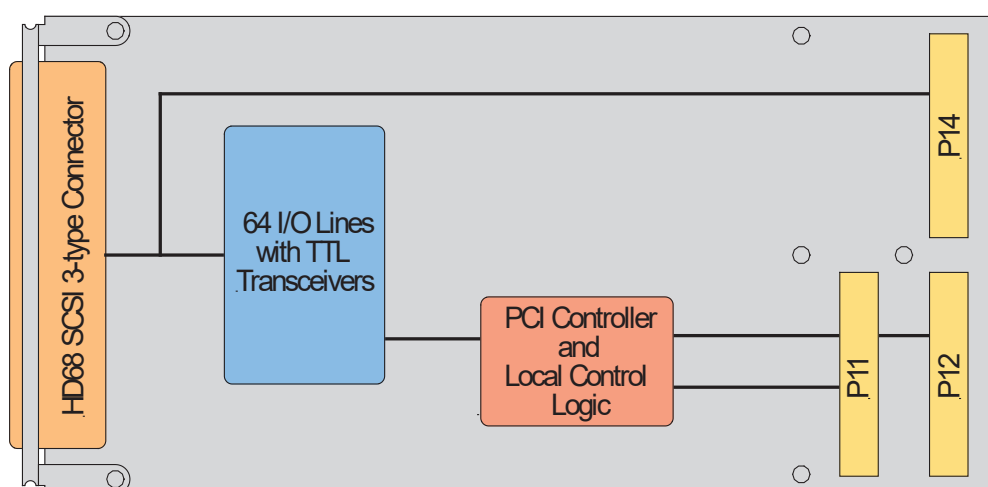 HD68 SCSI 3-type Connector
64 I/O Lines
with TTL
Transceivers
PCI Controller
and
Local Control
Logic
P14
P11
P12